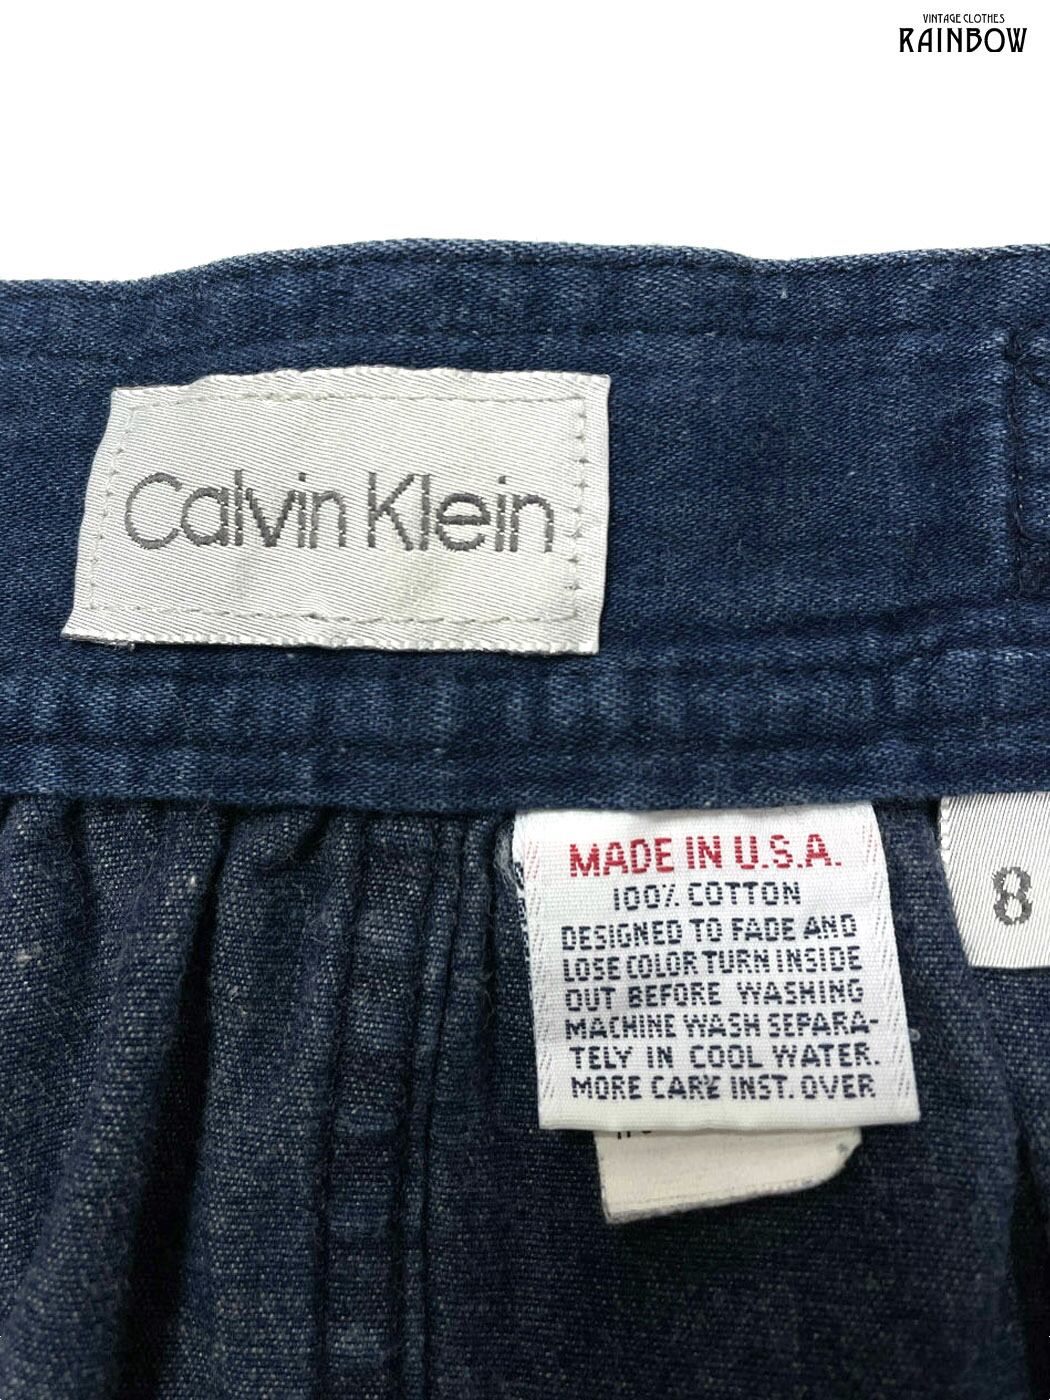 VINTAGE CLOTHES
RAINBOW
Calvin Klein
MADE IN U.S.A.
100% COTTON
DESIGNED TO FADE AND
LOSE COLOR TURN INSIDE
OUT BEFORE WASHING
MACHINE WASH SEPARA-
TELY IN COOL WATER.
MORE CARE INST. OVER
8